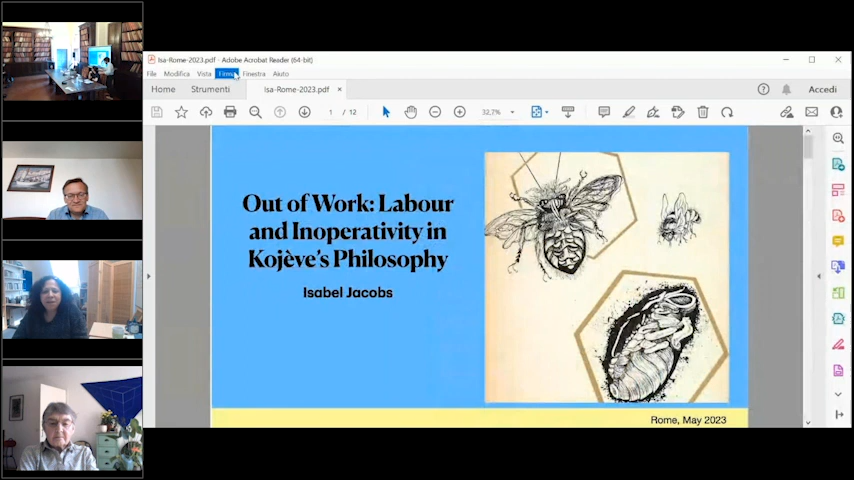 Isa-Rome-2023.pdf - Adobe Acrobat Reader (64-bit)
File Modifica Vista Firma Finestra Aiuto
Home Strumenti Isa-Rome-2023.pdf × Accedi
1 / 12 32,7%
Out of Work: Labour
and Inoperativity in
Kojève's Philosophy
Isabel Jacobs
Rome, May 2023